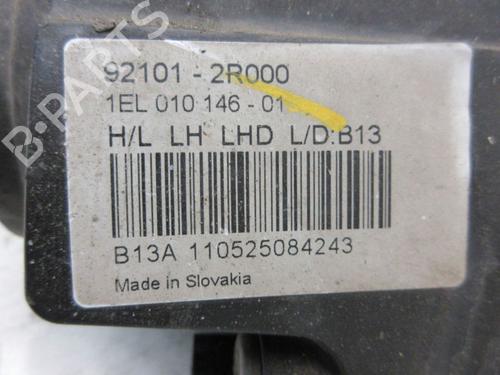 92101 - 2R000
1EL 010 146 - 01
H/L LH LHD L/D:B13
B13A 110525084243
Made in Slovakia
B-PARTS